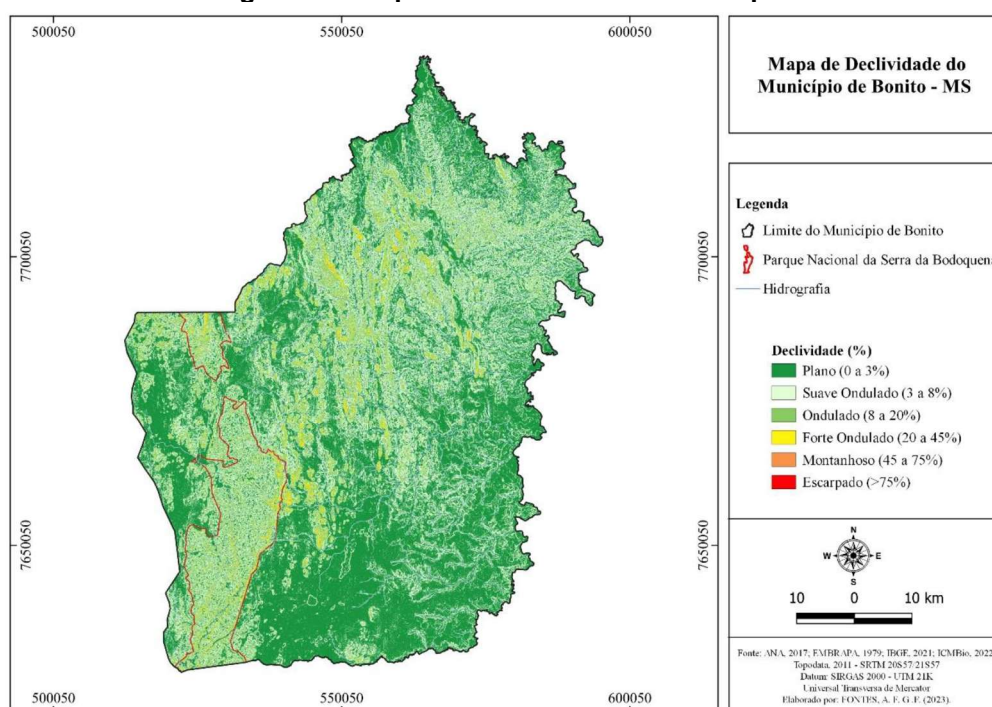 500050
550050
600050
Mapa de Declividade do
Município de Bonito - MS
7700050
7700050
7650050
7650050
Legenda
Limite do Município de Bonito
Parque Nacional da Serra da Bodoquena
Hidrografia
Declividade (%)
Plano (0 a 3%)
Suave Ondulado (3 a 8%)
Ondulado (8 a 20%)
Forte Ondulado (20 a 45%)
Montanhoso (45 a 75%)
Escarpado (>75%)
N
W E
S
10 0 10 km
Fonte: ANA, 2017; EMBRAPA, 1979; IBGE, 2021; ICMBio, 2022
Topodata, 2011 - SRTM 20S57/21S57
Datum: SIRGAS 2000 - UTM 21K
Universal Transversa de Mercator
Elaborado por: FONTES, A. F. G .F. (2023).
500050
550050
600050